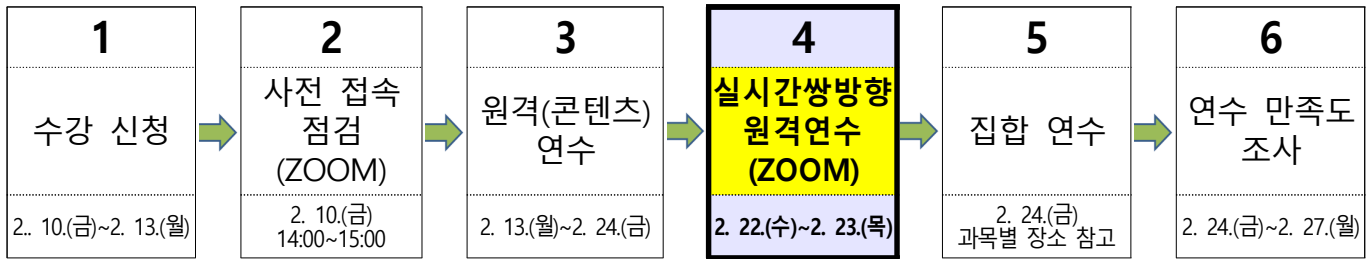 1
수강 신청
2.. 10.(금)~2. 13.(월)
2
사전 접속
점검
(ZOOM)
2. 10.(금)
14:00~15:00
3
원격(콘텐츠)
연수
2. 13.(월)~2. 24.(금)
4
실시간쌍방향
원격연수
(ZOOM)
2. 22.(수)~2. 23.(목)
5
집합 연수
2. 24.(금)
과목별 장소 참고
6
연수 만족도
조사
2. 24.(금)~2. 27.(월)